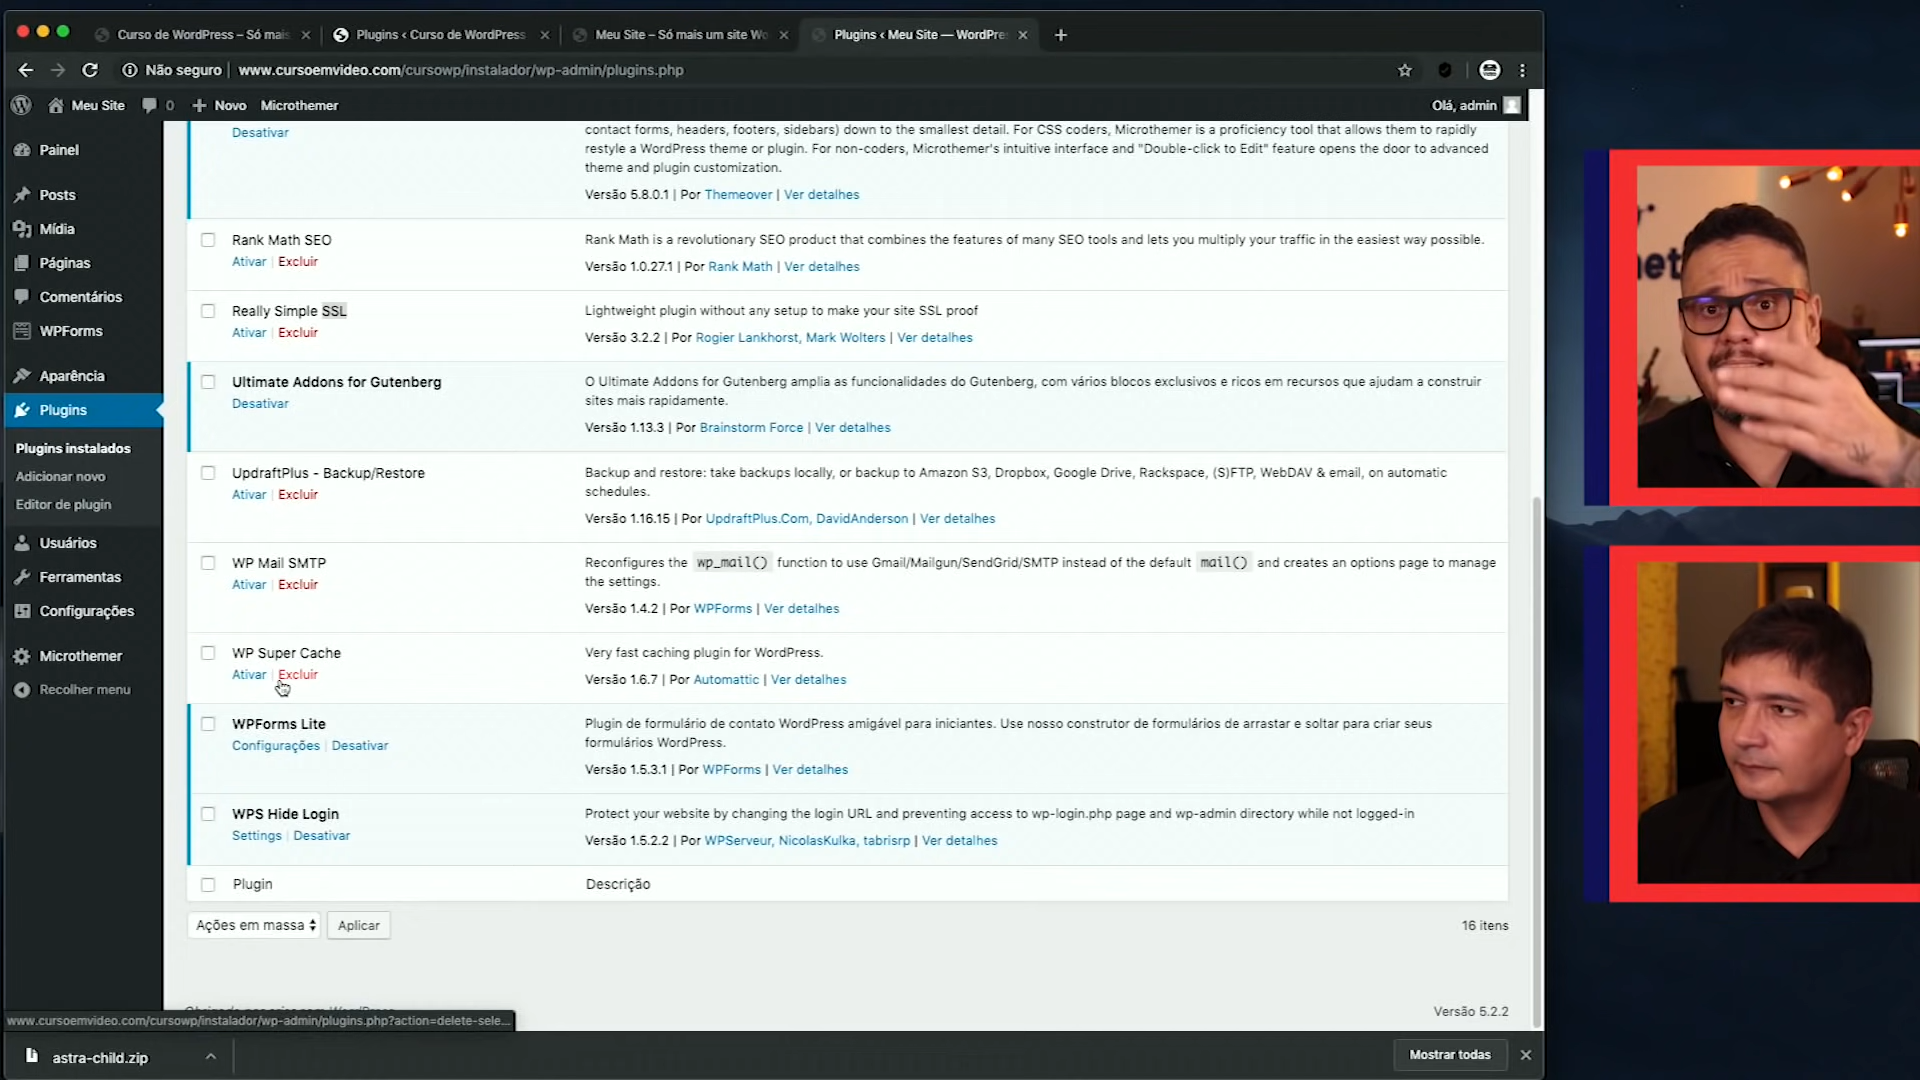 Curso de WordPress – Só mais
Plugins ‹ Curso de WordPress
Meu Site – Só mais um site Wo
Plugins ‹ Meu Site — WordPre
Não seguro
www.cursoemvideo.com/cursowp/instalador/wp-admin/plugins.php
Meu Site
0
Novo
Microthemer
Olá, admin
Painel
Posts
Mídia
Páginas
Comentários
WPForms
Aparência
Plugins
Plugins instalados
Adicionar novo
Editor de plugin
Usuários
Ferramentas
Configurações
Microthemer
Recolher menu
Desativar
contact forms, headers, footers, sidebars) down to the smallest detail. For CSS coders, Microthemer is a proficiency tool that allows them to rapidly
restyle a WordPress theme or plugin. For non-coders, Microthemer's intuitive interface and "Double-click to Edit" feature opens the door to advanced
theme and plugin customization.
Versão 5.8.0.1 | Por Themeover | Ver detalhes
Rank Math SEO
Ativar | Excluir
Rank Math is a revolutionary SEO product that combines the features of many SEO tools and lets you multiply your traffic in the easiest way possible.
Versão 1.0.27.1 | Por Rank Math | Ver detalhes
Really Simple SSL
Ativar | Excluir
Lightweight plugin without any setup to make your site SSL proof
Versão 3.2.2 | Por Rogier Lankhorst, Mark Wolters | Ver detalhes
Ultimate Addons for Gutenberg
Desativar
O Ultimate Addons for Gutenberg amplia as funcionalidades do Gutenberg, com vários blocos exclusivos e ricos em recursos que ajudam a construir
sites mais rapidamente.
Versão 1.13.3 | Por Brainstorm Force | Ver detalhes
UpdraftPlus - Backup/Restore
Ativar | Excluir
Backup and restore: take backups locally, or backup to Amazon S3, Dropbox, Google Drive, Rackspace, (S)FTP, WebDAV & email, on automatic
schedules.
Versão 1.16.15 | Por UpdraftPlus.Com, DavidAnderson | Ver detalhes
WP Mail SMTP
Ativar | Excluir
Reconfigures the wp_mail() function to use Gmail/Mailgun/SendGrid/SMTP instead of the default mail() and creates an options page to manage
the settings.
Versão 1.4.2 | Por WPForms | Ver detalhes
WP Super Cache
Ativar | Excluir
Very fast caching plugin for WordPress.
Versão 1.6.7 | Por Automattic | Ver detalhes
WPForms Lite
Configurações | Desativar
Plugin de formulário de contato WordPress amigável para iniciantes. Use nosso construtor de formulários de arrastar e soltar para criar seus
formulários WordPress.
Versão 1.5.3.1 | Por WPForms | Ver detalhes
WPS Hide Login
Settings | Desativar
Protect your website by changing the login URL and preventing access to wp-login.php page and wp-admin directory while not logged-in
Versão 1.5.2.2 | Por WPServeur, NicolasKulka, tabrisrp | Ver detalhes
Plugin
Descrição
Ações em massa
Aplicar
16 itens
Versão 5.2.2
www.cursoemvideo.com/cursowp/instalador/wp-admin/plugins.php?action=delete-sele...
astra-child.zip
Mostrar todas